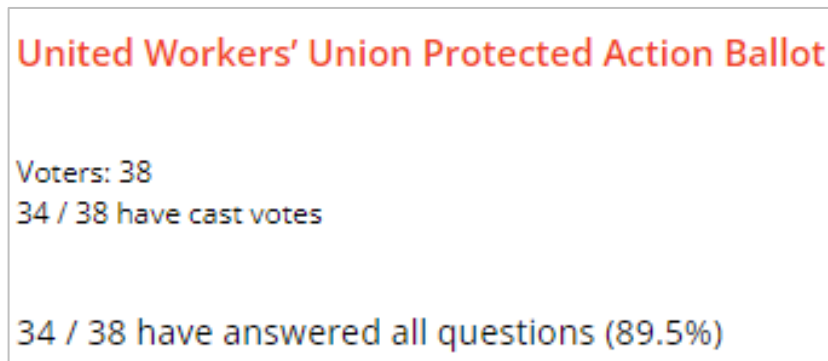 United Workers’ Union Protected Action Ballot
Voters: 38
34 / 38 have cast votes
34 / 38 have answered all questions (89.5%)